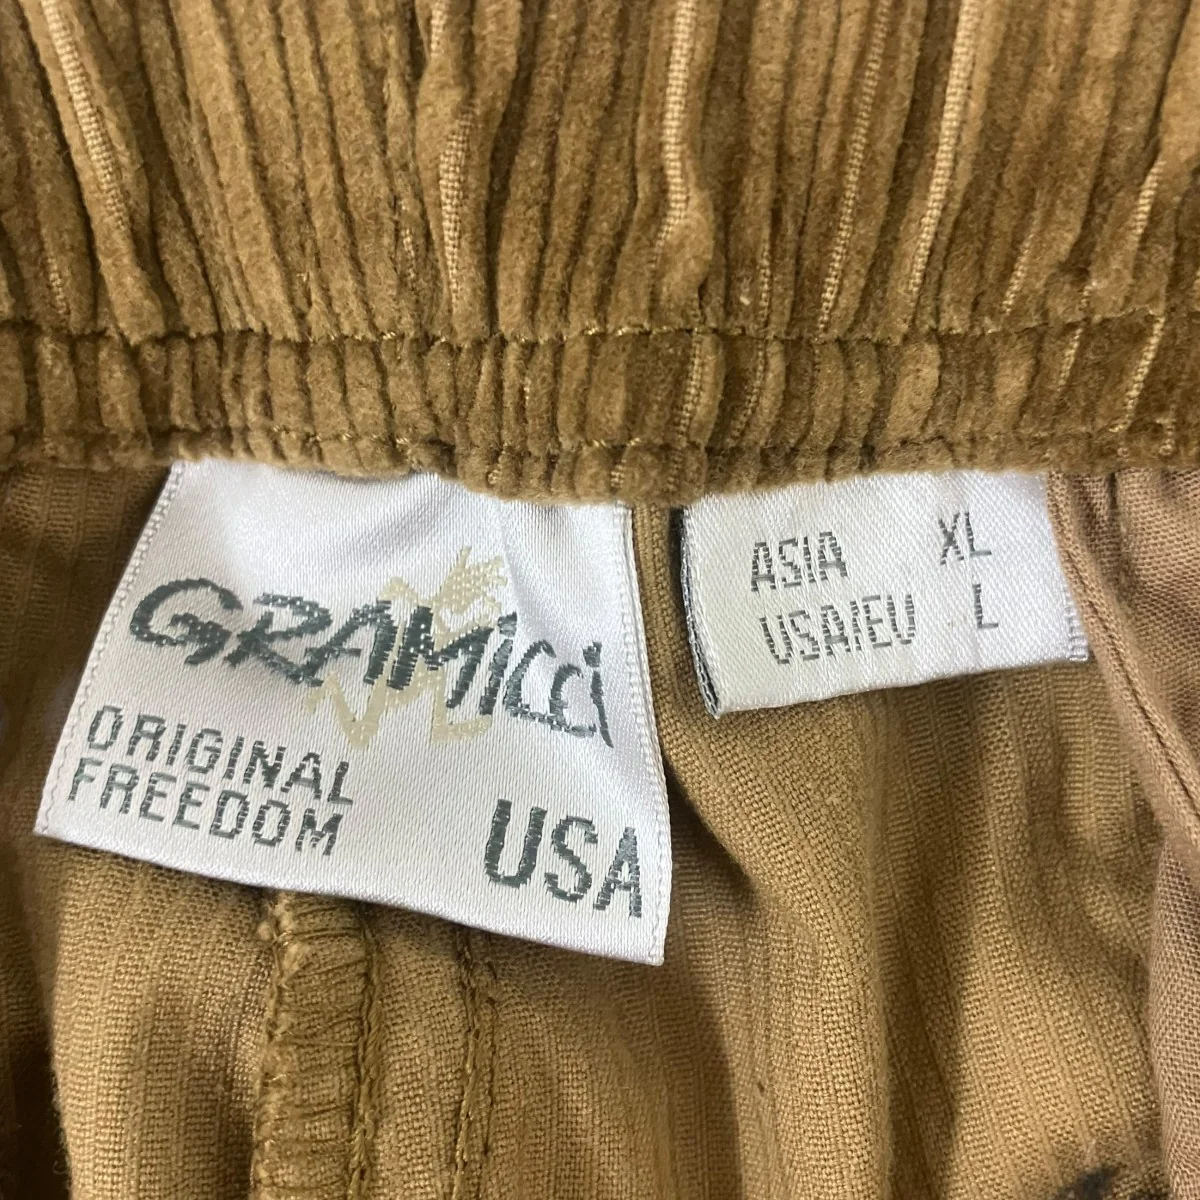 GRAMicci
ORIGINAL
FREEDOM
USA
ASIA XL
USA/EU L